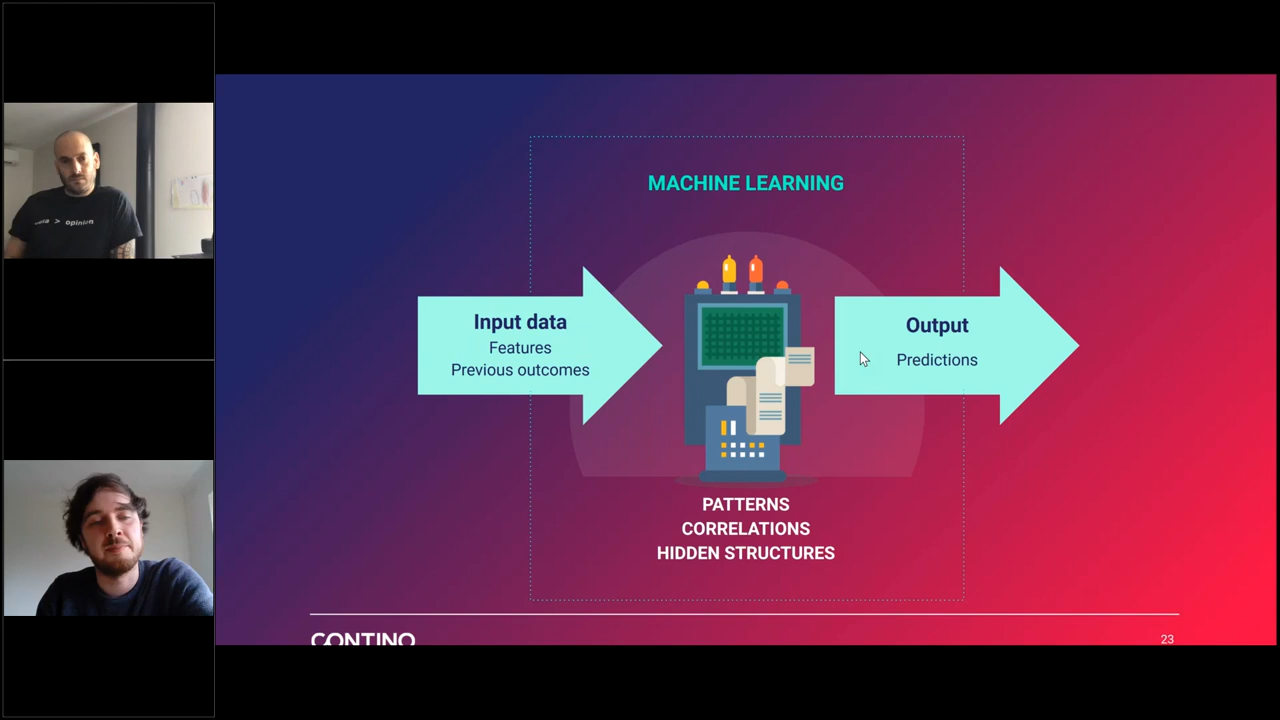 > opinion
MACHINE LEARNING
Input data
Features
Previous outcomes
Output
Predictions
PATTERNS
CORRELATIONS
HIDDEN STRUCTURES
CONTINO
23